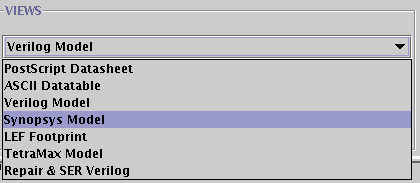 VIEWS
Verilog Model
PostScript Datasheet
ASCII Datatable
Verilog Model
Synopsys Model
LEF Footprint
TetraMax Model
Repair & SER Verilog